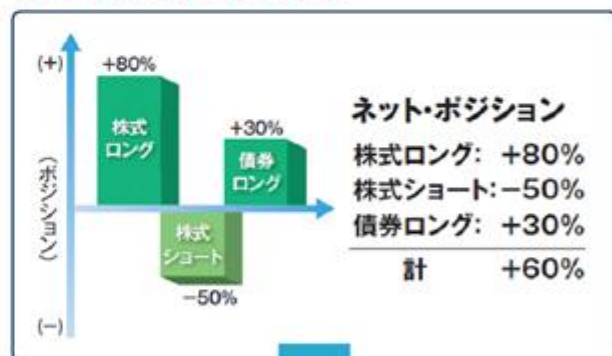 (+)
+80%
株式
ロング
+30%
債券
ロング
(ポジション)
株式
ショート
−50%
(−)
ネット・ポジション
株式ロング: +80%
株式ショート:−50%
債券ロング: +30%
計 +60%